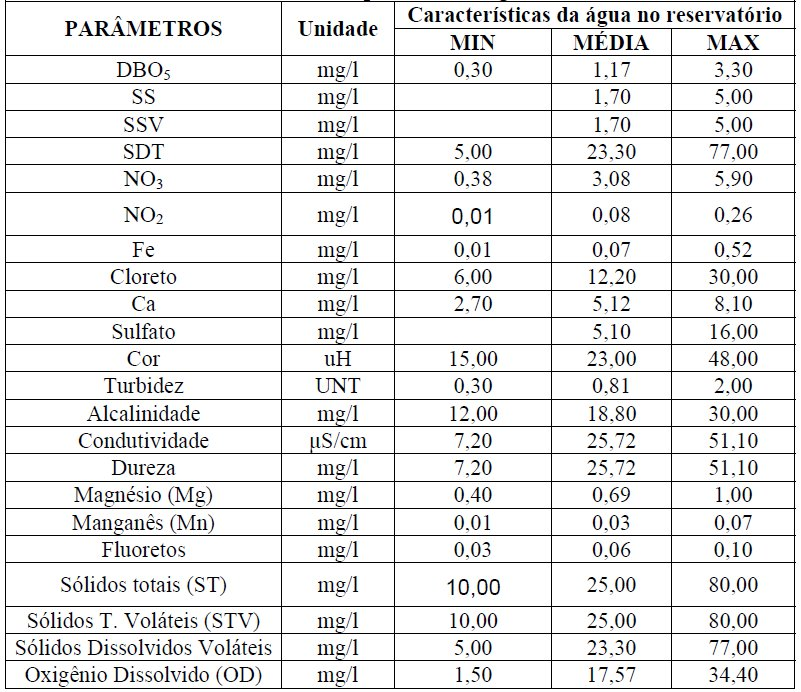 PARÂMETROS Unidade Características da água no reservatório
MIN MÉDIA MAX
DBO₅ mg/l 0,30 1,17 3,30
SS mg/l 1,70 5,00
SSV mg/l 1,70 5,00
SDT mg/l 5,00 23,30 77,00
NO₃ mg/l 0,38 3,08 5,90
NO₂ mg/l 0,01 0,08 0,26
Fe mg/l 0,01 0,07 0,52
Cloreto mg/l 6,00 12,20 30,00
Ca mg/l 2,70 5,12 8,10
Sulfato mg/l 5,10 16,00
Cor uH 15,00 23,00 48,00
Turbidez UNT 0,30 0,81 2,00
Alcalinidade mg/l 12,00 18,80 30,00
Condutividade μS/cm 7,20 25,72 51,10
Dureza mg/l 7,20 25,72 51,10
Magnésio (Mg) mg/l 0,40 0,69 1,00
Manganês (Mn) mg/l 0,01 0,03 0,07
Fluoretos mg/l 0,03 0,06 0,10
Sólidos totais (ST) mg/l 10,00 25,00 80,00
Sólidos T. Voláteis (STV) mg/l 10,00 25,00 80,00
Sólidos Dissolvidos Voláteis mg/l 5,00 23,30 77,00
Oxigênio Dissolvido (OD) mg/l 1,50 17,57 34,40